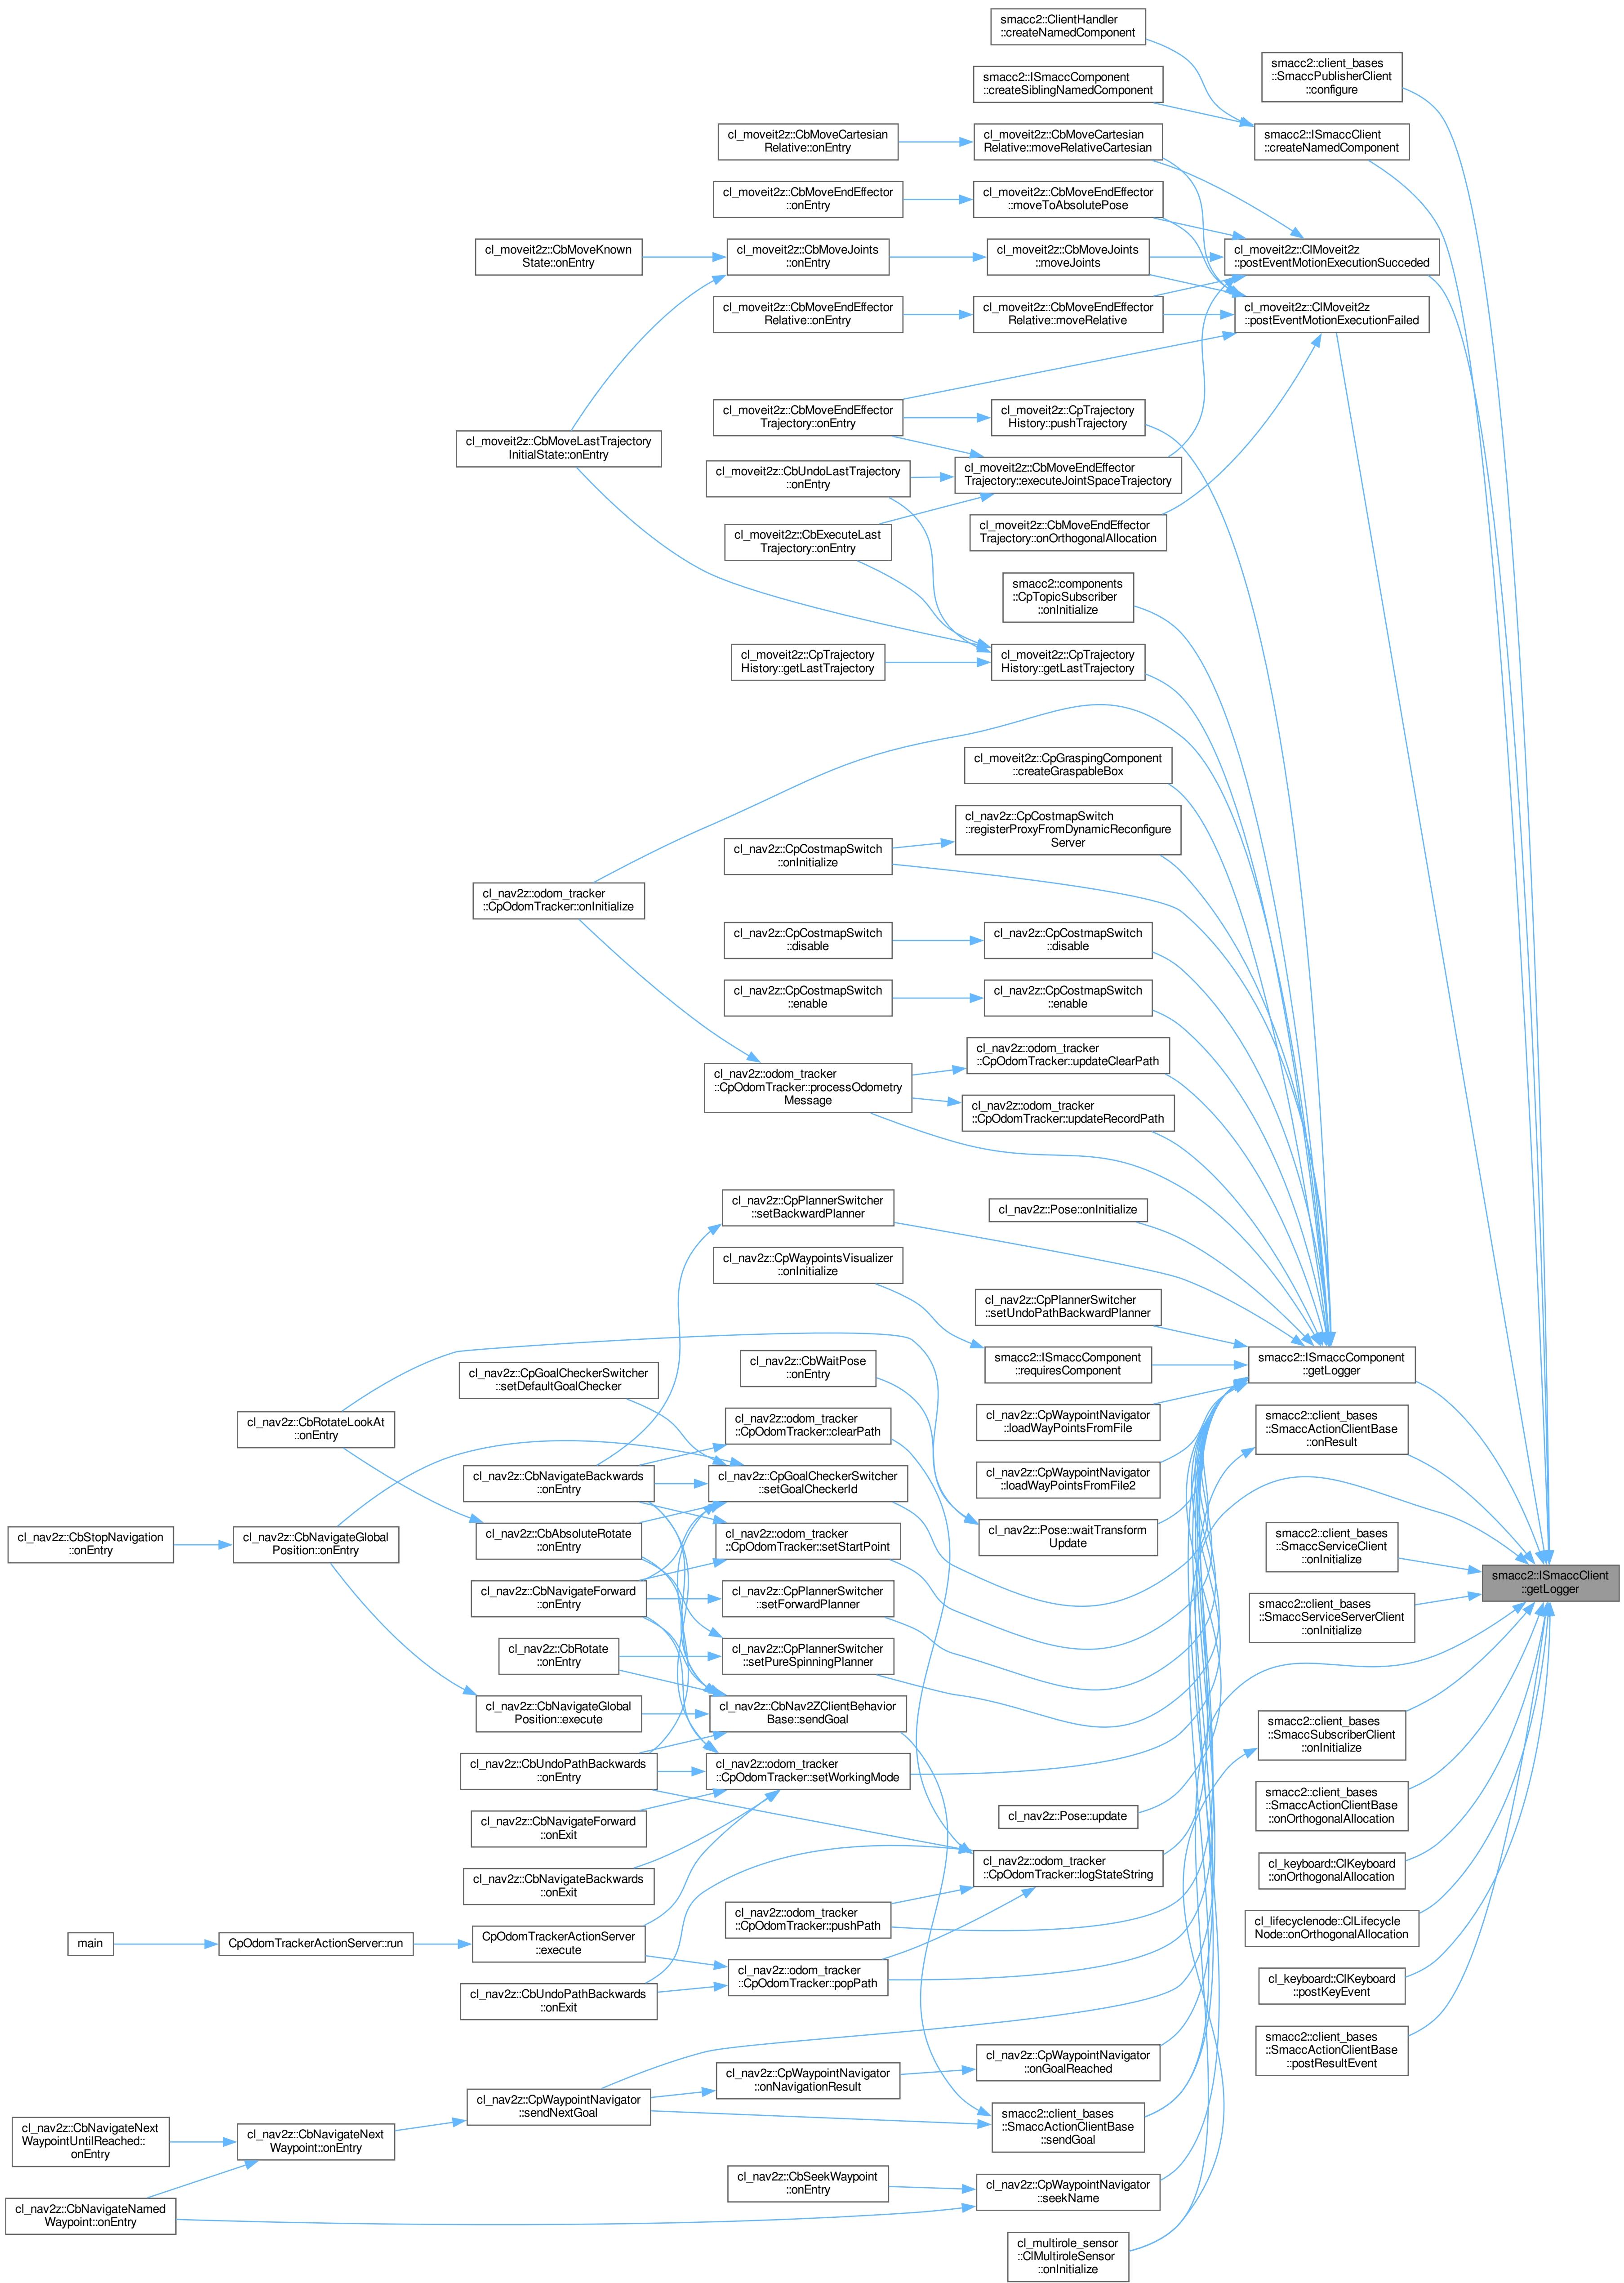 smacc2::ClientHandler
::createNamedComponent
smacc2::client_bases
::SmaccPublisherClient
::configure
smacc2::ISmaccComponent
::createSiblingNamedComponent
cl_moveit2z::CbMoveCartesian
Relative::onEntry
cl_moveit2z::CbMoveCartesian
Relative::moveRelativeCartesian
smacc2::ISmaccClient
::createNamedComponent
cl_moveit2z::CbMoveEndEffector
::onEntry
cl_moveit2z::CbMoveEndEffector
::moveToAbsolutePose
cl_moveit2z::CbMoveKnown
State::onEntry
cl_moveit2z::CbMoveJoints
::onEntry
cl_moveit2z::CbMoveJoints
::moveJoints
cl_moveit2z::ClMoveit2z
::postEventMotionExecutionSucceded
cl_moveit2z::CbMoveEndEffector
Relative::onEntry
cl_moveit2z::CbMoveEndEffector
Relative::moveRelative
cl_moveit2z::ClMoveit2z
::postEventMotionExecutionFailed
cl_moveit2z::CbMoveEndEffector
Trajectory::onEntry
cl_moveit2z::CpTrajectory
History::pushTrajectory
cl_moveit2z::CbMoveLastTrajectory
InitialState::onEntry
cl_moveit2z::CbUndoLastTrajectory
::onEntry
cl_moveit2z::CbMoveEndEffector
Trajectory::executeJointSpaceTrajectory
cl_moveit2z::CbExecuteLast
Trajectory::onEntry
cl_moveit2z::CbMoveEndEffector
Trajectory::onOrthogonalAllocation
smacc2::components
::CpTopicSubscriber
::onInitialize
cl_moveit2z::CpTrajectory
History::getLastTrajectory
cl_moveit2z::CpTrajectory
History::getLastTrajectory
cl_moveit2z::CpGraspingComponent
::createGraspableBox
cl_nav2z::CpCostmapSwitch
::registerProxyFromDynamicReconfigure
Server
cl_nav2z::CpCostmapSwitch
::onInitialize
cl_nav2z::odom_tracker
::CpOdomTracker::onInitialize
cl_nav2z::CpCostmapSwitch
::disable
cl_nav2z::CpCostmapSwitch
::disable
cl_nav2z::CpCostmapSwitch
::enable
cl_nav2z::CpCostmapSwitch
::enable
cl_nav2z::odom_tracker
::CpOdomTracker::updateClearPath
cl_nav2z::odom_tracker
::CpOdomTracker::processOdometry
Message
cl_nav2z::odom_tracker
::CpOdomTracker::updateRecordPath
cl_nav2z::CpPlannerSwitcher
::setBackwardPlanner
cl_nav2z::Pose::onInitialize
cl_nav2z::CpWaypointsVisualizer
::onInitialize
cl_nav2z::CpPlannerSwitcher
::setUndoPathBackwardPlanner
cl_nav2z::CpGoalCheckerSwitcher
::setDefaultGoalChecker
cl_nav2z::CbWaitPose
::onEntry
smacc2::ISmaccComponent
::requiresComponent
smacc2::ISmaccComponent
::getLogger
cl_nav2z::CbRotateLookAt
::onEntry
cl_nav2z::odom_tracker
::CpOdomTracker::clearPath
cl_nav2z::CpWaypointNavigator
::loadWayPointsFromFile
smacc2::client_bases
::SmaccActionClientBase
::onResult
cl_nav2z::CbNavigateBackwards
::onEntry
cl_nav2z::CpGoalCheckerSwitcher
::setGoalCheckerId
cl_nav2z::CpWaypointNavigator
::loadWayPointsFromFile2
cl_nav2z::CbStopNavigation
::onEntry
cl_nav2z::CbNavigateGlobal
Position::onEntry
cl_nav2z::CbAbsoluteRotate
::onEntry
cl_nav2z::odom_tracker
::CpOdomTracker::setStartPoint
cl_nav2z::Pose::waitTransform
Update
smacc2::client_bases
::SmaccServiceClient
::onInitialize
smacc2::ISmaccClient
::getLogger
cl_nav2z::CbNavigateForward
::onEntry
cl_nav2z::CpPlannerSwitcher
::setForwardPlanner
smacc2::client_bases
::SmaccServiceServerClient
::onInitialize
cl_nav2z::CbRotate
::onEntry
cl_nav2z::CpPlannerSwitcher
::setPureSpinningPlanner
cl_nav2z::CbNavigateGlobal
Position::execute
cl_nav2z::CbNav2ZClientBehavior
Base::sendGoal
smacc2::client_bases
::SmaccSubscriberClient
::onInitialize
cl_nav2z::CbUndoPathBackwards
::onEntry
cl_nav2z::odom_tracker
::CpOdomTracker::setWorkingMode
cl_nav2z::CbNavigateForward
::onExit
cl_nav2z::Pose::update
smacc2::client_bases
::SmaccActionClientBase
::onOrthogonalAllocation
cl_nav2z::CbNavigateBackwards
::onExit
cl_nav2z::odom_tracker
::CpOdomTracker::logStateString
cl_keyboard::ClKeyboard
::onOrthogonalAllocation
main
CpOdomTrackerActionServer::run
CpOdomTrackerActionServer
::execute
cl_nav2z::odom_tracker
::CpOdomTracker::pushPath
cl_lifecyclenode::ClLifecycle
Node::onOrthogonalAllocation
cl_nav2z::CbUndoPathBackwards
::onExit
cl_nav2z::odom_tracker
::CpOdomTracker::popPath
cl_keyboard::ClKeyboard
::postKeyEvent
cl_nav2z::CpWaypointNavigator
::onGoalReached
smacc2::client_bases
::SmaccActionClientBase
::postResultEvent
cl_nav2z::CpWaypointNavigator
::onNavigationResult
cl_nav2z::CpWaypointNavigator
::sendNextGoal
smacc2::client_bases
::SmaccActionClientBase
::sendGoal
cl_nav2z::CbNavigateNext
WaypointUntilReached::
onEntry
cl_nav2z::CbNavigateNext
Waypoint::onEntry
cl_nav2z::CbSeekWaypoint
::onEntry
cl_nav2z::CpWaypointNavigator
::seekName
cl_nav2z::CbNavigateNamed
Waypoint::onEntry
cl_multirole_sensor
::ClMultiroleSensor
::onInitialize